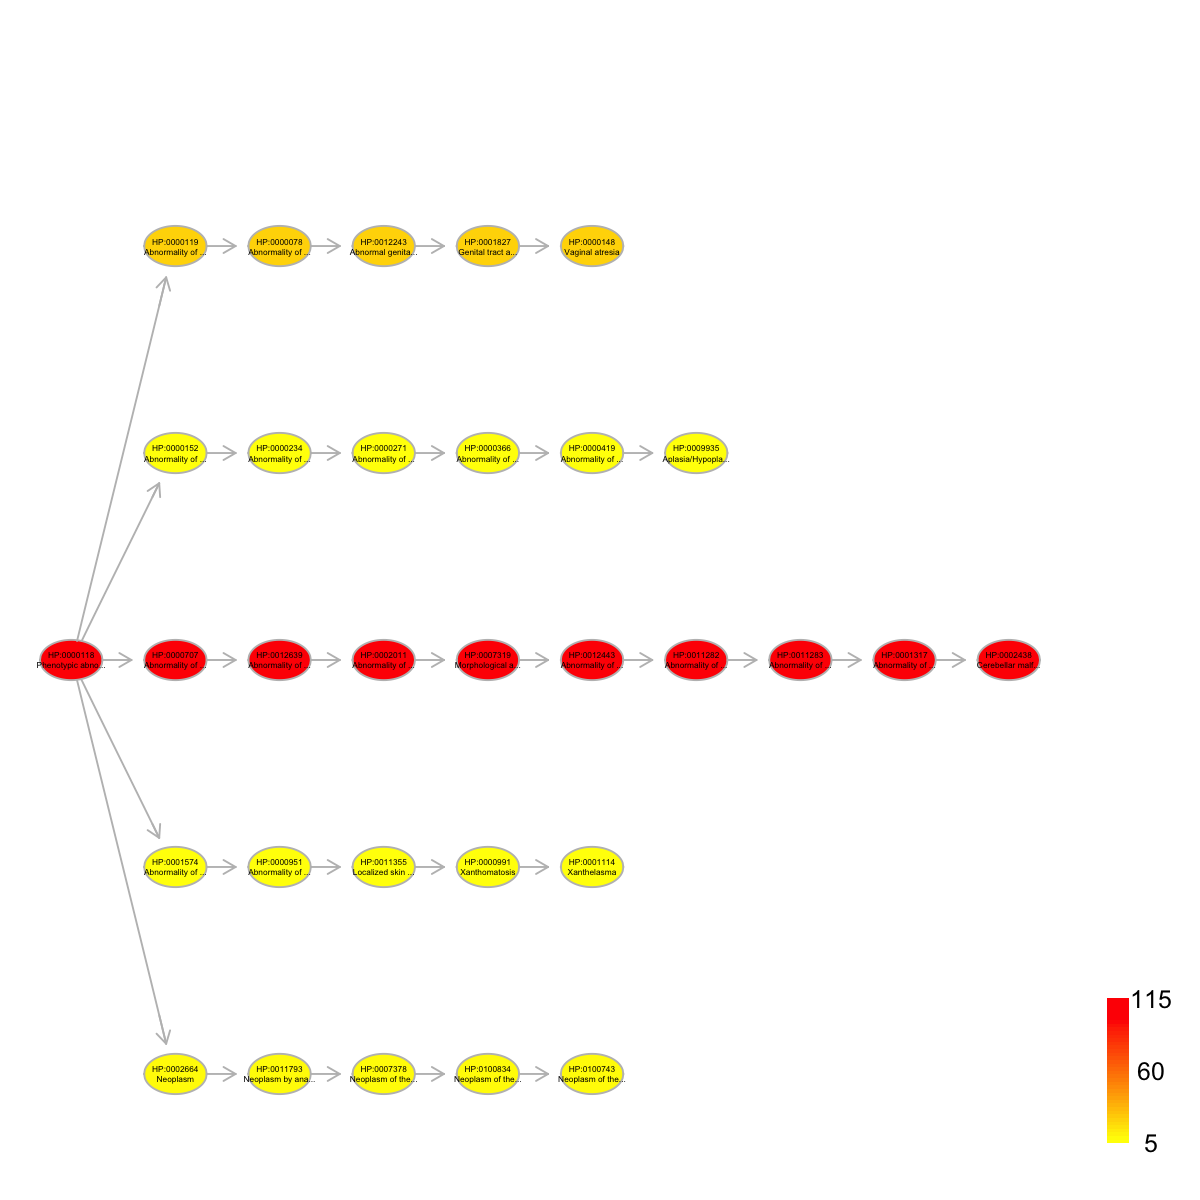 HP:0000119
Abnormality of ...
HP:0000078
Abnormality of ...
HP:0012243
Abnormal genita...
HP:0001827
Genital tract a...
HP:0000148
Vaginal atresia
HP:0000152
Abnormality of ...
HP:0000234
Abnormality of ...
HP:0000271
Abnormality of ...
HP:0000366
Abnormality of ...
HP:0000419
Abnormality of ...
HP:0009935
Aplasia/Hypopla...
HP:0000118
Phenotypic abno...
HP:0000707
Abnormality of ...
HP:0012639
Abnormality of ...
HP:0002011
Abnormality of ...
HP:0007319
Morphological a...
HP:0012443
Abnormality of ...
HP:0011282
Abnormality of ...
HP:0011283
Abnormality of ...
HP:0001317
Abnormality of ...
HP:0002438
Cerebellar malf...
HP:0001574
Abnormality of ...
HP:0000951
Abnormality of ...
HP:0011355
Localized skin ...
HP:0000991
Xanthomatosis
HP:0001114
Xanthelasma
HP:0002664
Neoplasm
HP:0011793
Neoplasm by ana...
HP:0007378
Neoplasm of the...
HP:0100834
Neoplasm of the...
HP:0100743
Neoplasm of the...
115
60
5